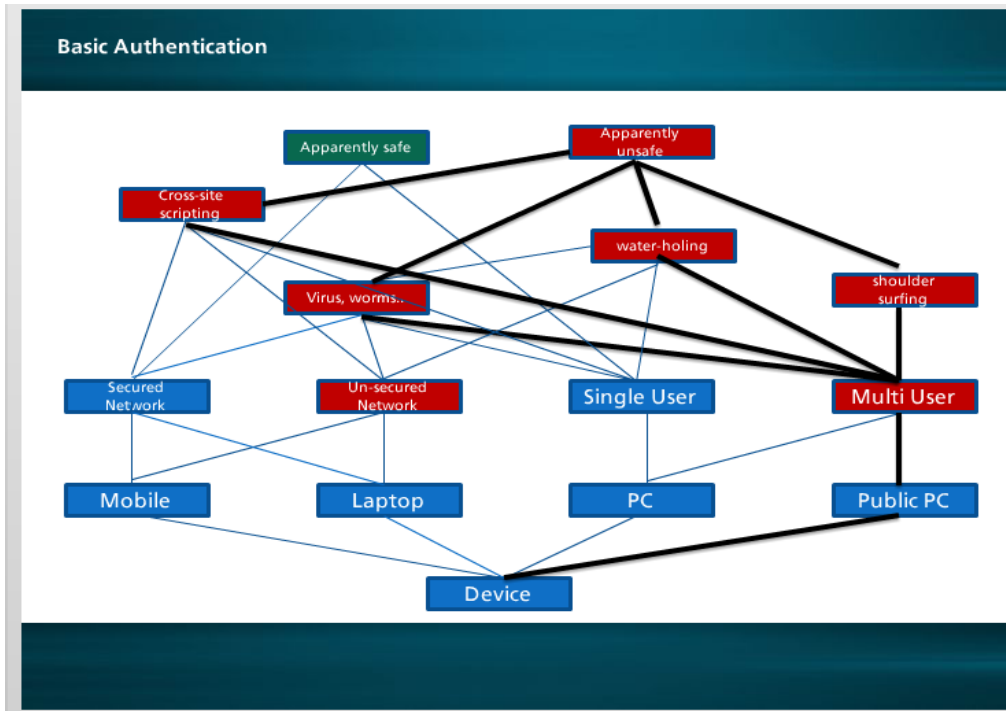 Basic Authentication
Apparently safe
Apparently
unsafe
Cross-site
scripting
water-holing
Virus, worms..
shoulder
surfing
Secured
Network
Un-secured
Network
Single User
Multi User
Mobile
Laptop
PC
Public PC
Device